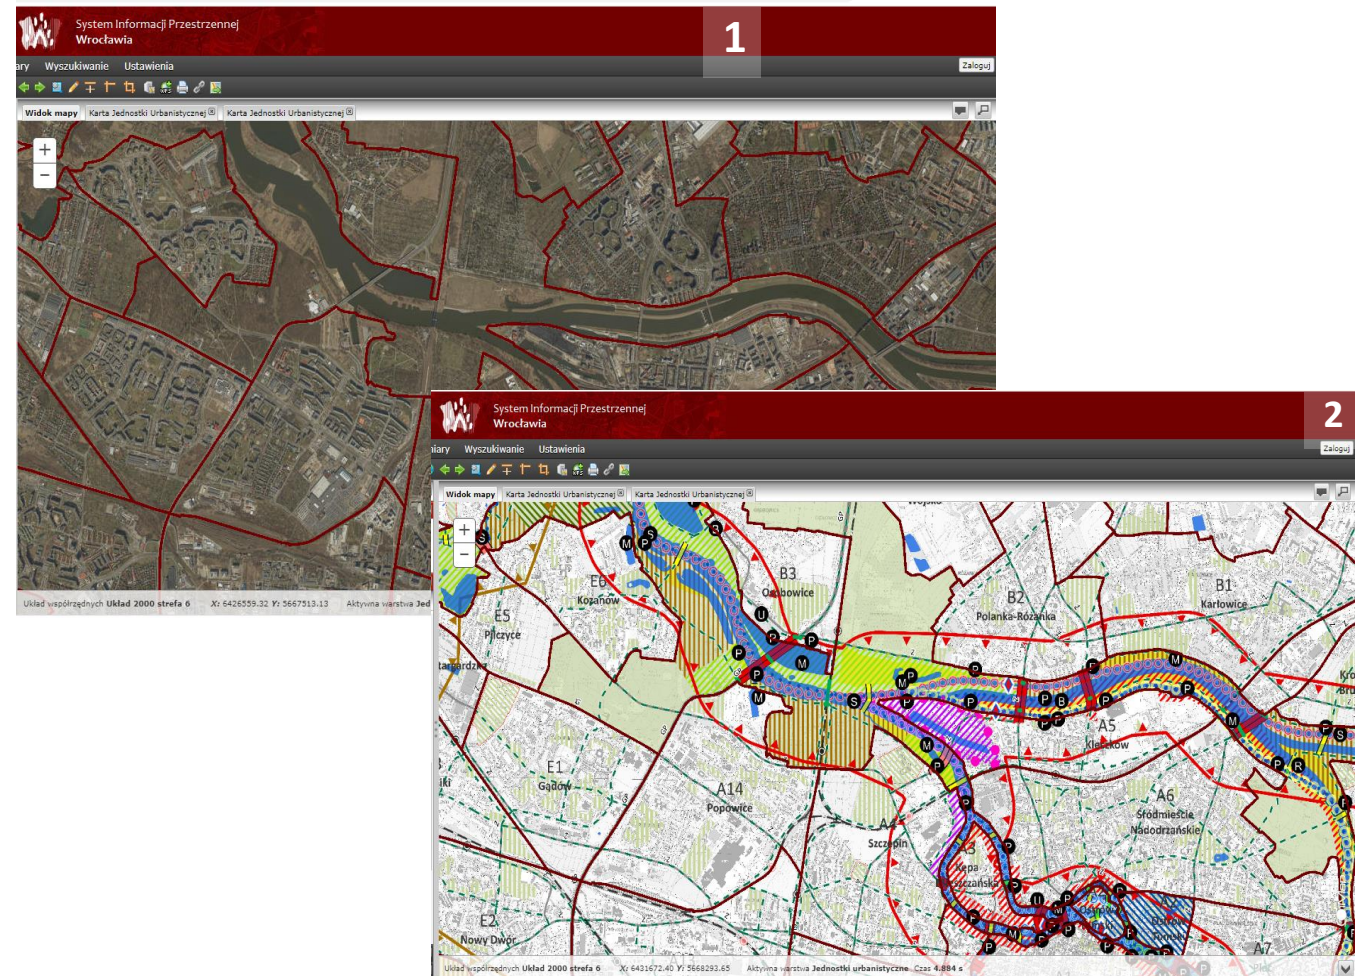 System Informacji Przestrzennej
Wrocławia
1
ary Wyszukiwanie Ustawienia
Zaloguj
WFS
Widok mapy Karta Jednostki Urbanistycznej Karta Jednostki Urbanistycznej
+
−
Układ współrzędnych Układ 2000 strefa 6 X: 6426559.32 Y: 5667513.13 Aktywna warstwa Jed
System Informacji Przestrzennej
Wrocławia
2
iary Wyszukiwanie Ustawienia
Zaloguj
WFS
Widok mapy Karta Jednostki Urbanistycznej Karta Jednostki Urbanistycznej
+
−
GP
S
M P S
B3
Osobowice
E6
Kozanów
B2
Polanka-Różanka
B1
Karłowice
E5
Pilczyce
U
P P
P
M
P
M
M P
P
M
S
P
P
P B P
P
M
A5
Kleczków
M
P
P S
P R
E1
Gądów
A14
Popowice
A4
Szczepin
A6
Śródmieście
Nadodrzańskie
P
A3
Kępa
Mieszczańska
P
U
P
M
P
P
E2
Nowy Dwór
A7
Układ współrzędnych Układ 2000 strefa 6 X: 6431672.40 Y: 5668293.65 Aktywna warstwa Jednostki urbanistyczne Czas 4.884 s